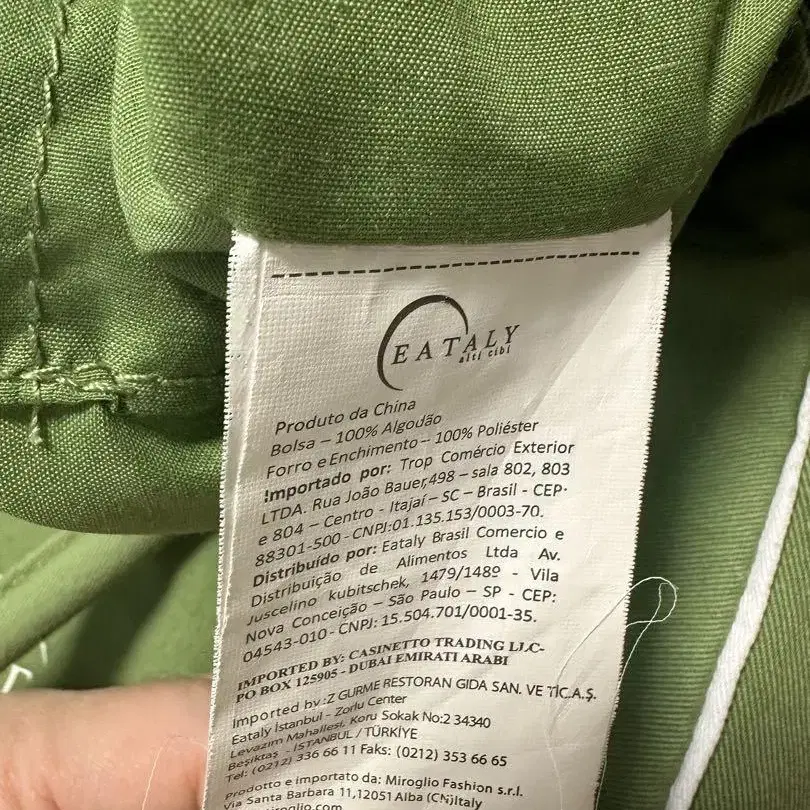 EATALY
alti cibi
Produto da China
Bolsa – 100% Algodão
Forro e Enchimento – 100% Poliéster
Importado por: Trop Comércio Exterior
LTDA. Rua João Bauer,498 – sala 802, 803
e 804 – Centro - Itajaí – SC – Brasil - CEP·
88301-500 - CNPJ:01.135.153/0003-70.
Distribuído por: Eataly Brasil Comercio e
Distribuição de Alimentos Ltda Av.
Juscelino kubitschek, 1479/148º - Vila
Nova Conceição – São Paulo – SP - CEP:
04543-010 - CNPJ: 15.504.701/0001-35.
IMPORTED BY: CASINETTO TRADING LLC-
PO BOX 125905 - DUBAI EMIRATI ARABI
Imported by:Z GURME RESTORAN GIDA SAN. VE TİC.A.Ş.
Eataly İstanbul - Zorlu Center
Levazım Mahallesi, Koru Sokak No:2 34340
Beşiktaş - İSTANBUL / TÜRKİYE
Tel: (0212) 336 66 11 Faks: (0212) 353 66 65
Prodotto e importato da: Miroglio Fashion s.r.l.
Via Santa Barbara 11,12051 Alba (CN)Italy
miroglio.com